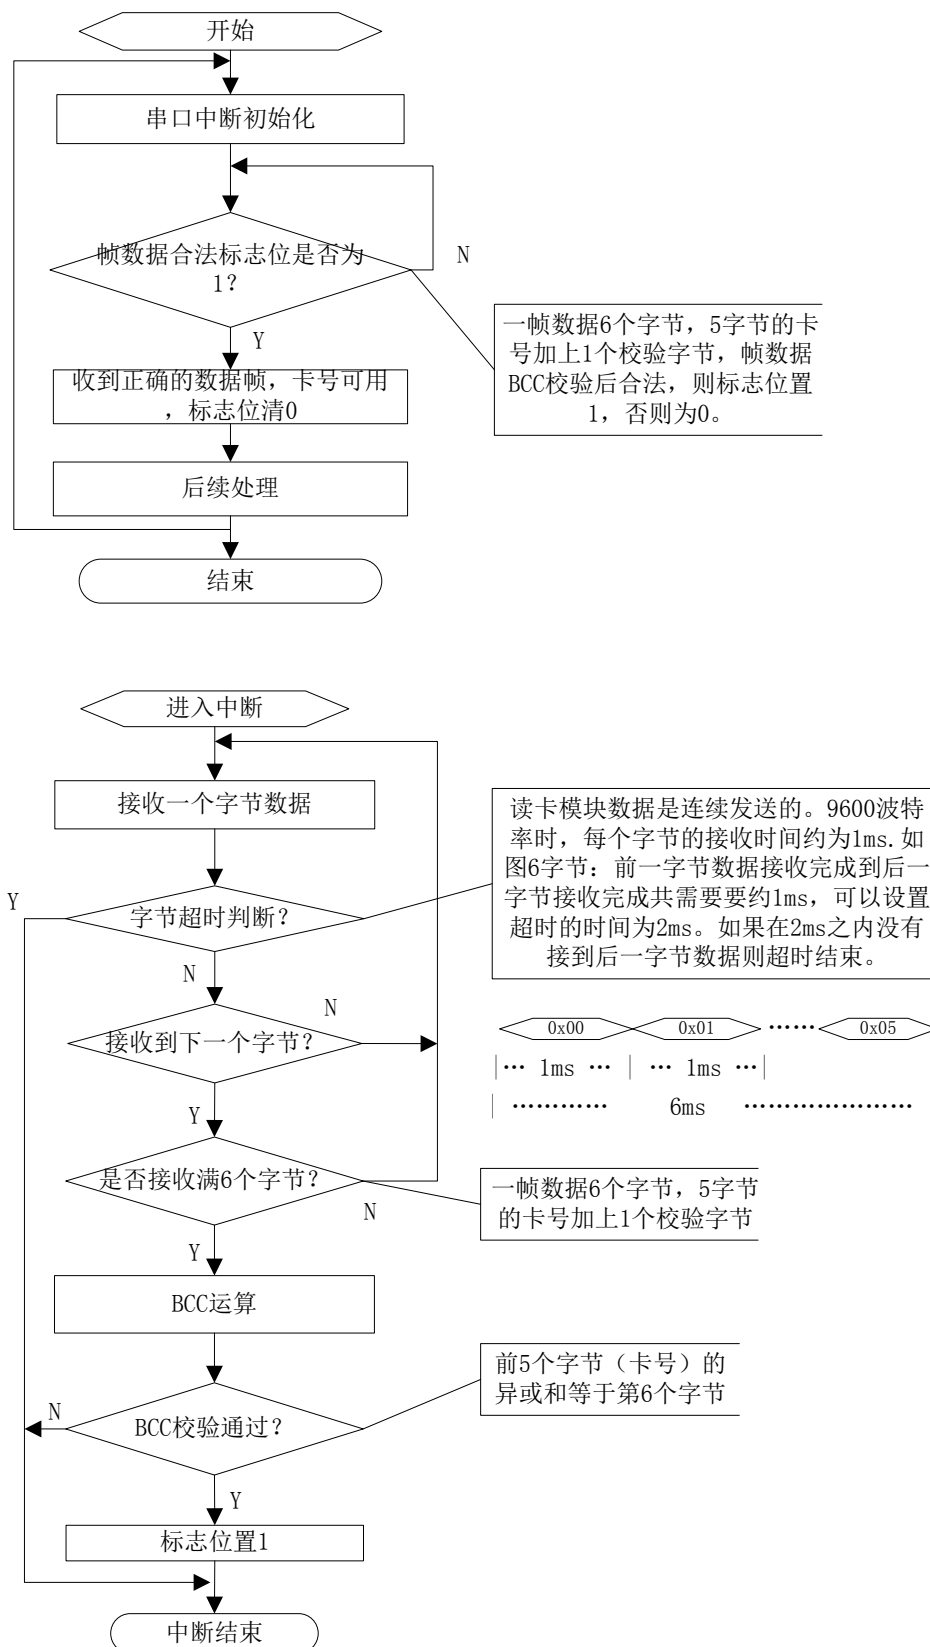 开始
串口中断初始化
帧数据合法标志位是否为
1？
N
一帧数据6个字节，5字节的卡
号加上1个校验字节，帧数据
BCC校验后合法，则标志位置
1，否则为0。
Y
收到正确的数据帧，卡号可用
，标志位清0
后续处理
结束
进入中断
接收一个字节数据
读卡模块数据是连续发送的。9600波特
率时，每个字节的接收时间约为1ms.如
图6字节：前一字节数据接收完成到后一
字节接收完成共需要要约1ms，可以设置
超时的时间为2ms。如果在2ms之内没有
接到后一字节数据则超时结束。
Y
字节超时判断？
N
N
接收到下一个字节？
0x00 0x01 …… 0x05
|… 1ms … | … 1ms …|
| ………… 6ms …………………
Y
是否接收满6个字节？
N
一帧数据6个字节，5字节
的卡号加上1个校验字节
Y
BCC运算
前5个字节（卡号）的
异或和等于第6个字节
N
BCC校验通过？
Y
标志位置1
中断结束